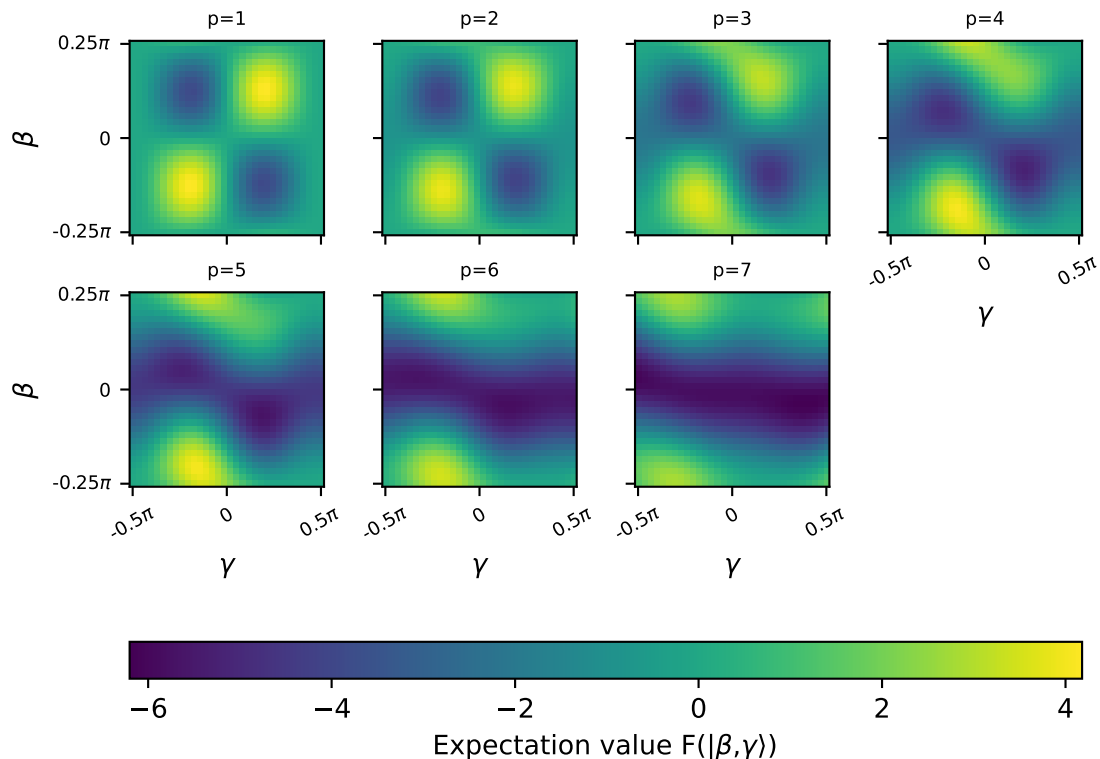 p=1 p=2 p=3 p=4
0.25π
0
-0.25π
β
-0.5π 0 0.5π
γ
p=5 p=6 p=7
0.25π
0
-0.25π
β
-0.5π 0 0.5π -0.5π 0 0.5π -0.5π 0 0.5π
γ γ γ
−6 −4 −2 0 2 4
Expectation value F(|β,γ⟩)